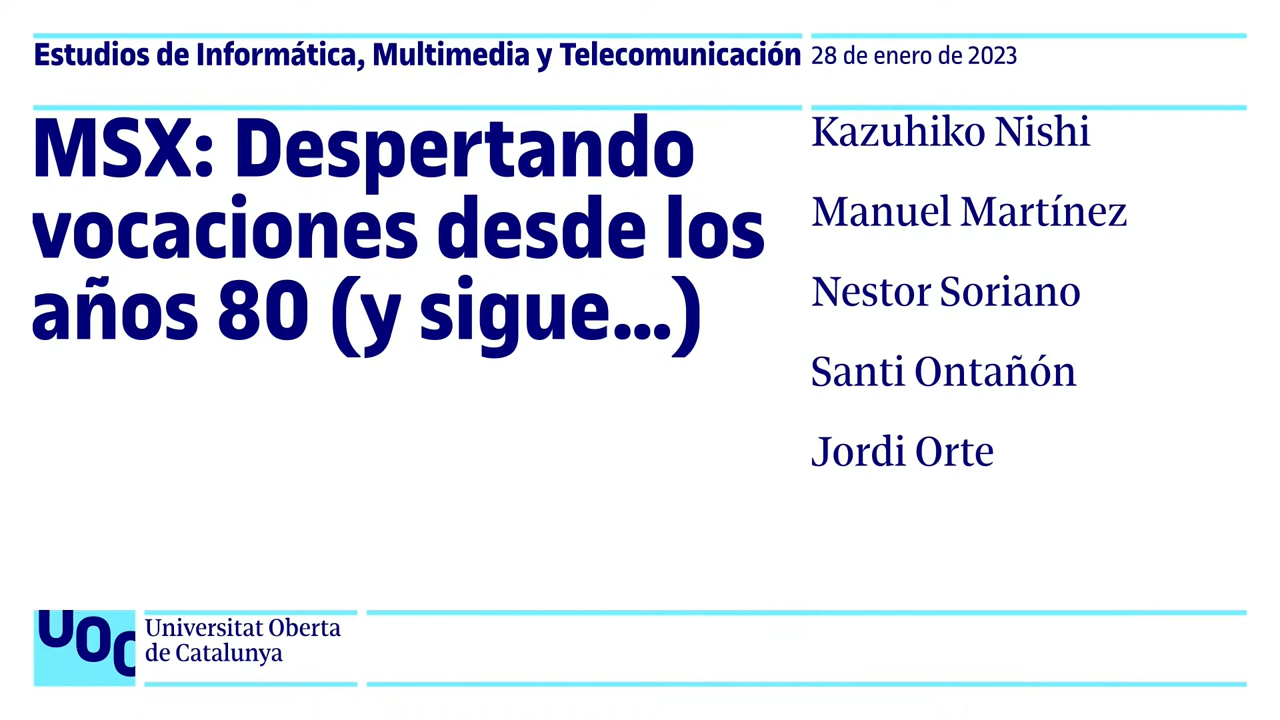 Estudios de Informática, Multimedia y Telecomunicación
28 de enero de 2023
MSX: Despertando
vocaciones desde los
años 80 (y sigue...)
Kazuhiko Nishi
Manuel Martínez
Nestor Soriano
Santi Ontañón
Jordi Orte
UOC
Universitat Oberta
de Catalunya